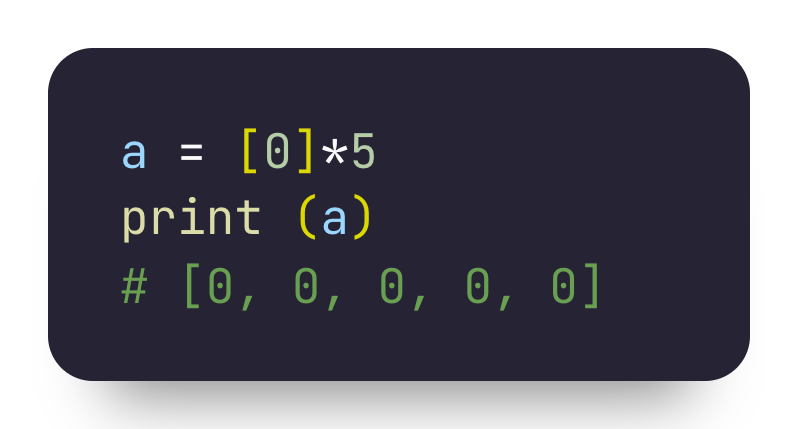 a = [0]*5
print (a)
# [0, 0, 0, 0, 0]